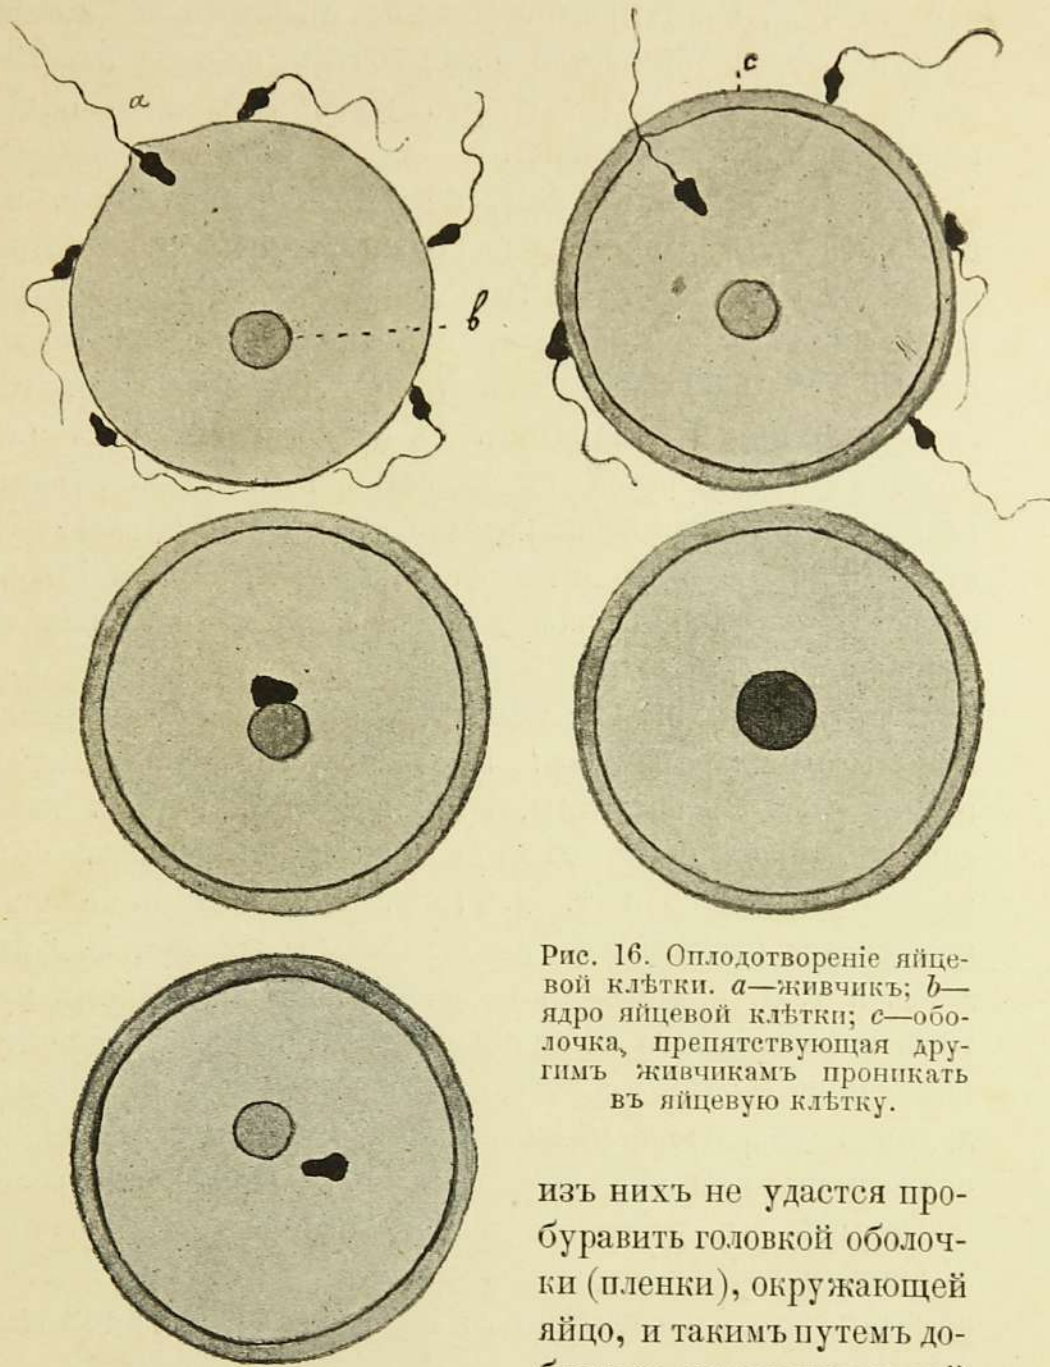 a
c
b
Рис. 16. Оплодотвореніе яйце-
вой клѣтки. a—живчикъ; b—
ядро яйцевой клѣтки; c—обо-
лочка, препятствующая дру-
гимъ живчикамъ проникать
въ яйцевую клѣтку.
изъ нихъ не удастся про-
буравить головкой оболоч-
ки (пленки), окружающей
яйцо, и такимъ путемъ до-